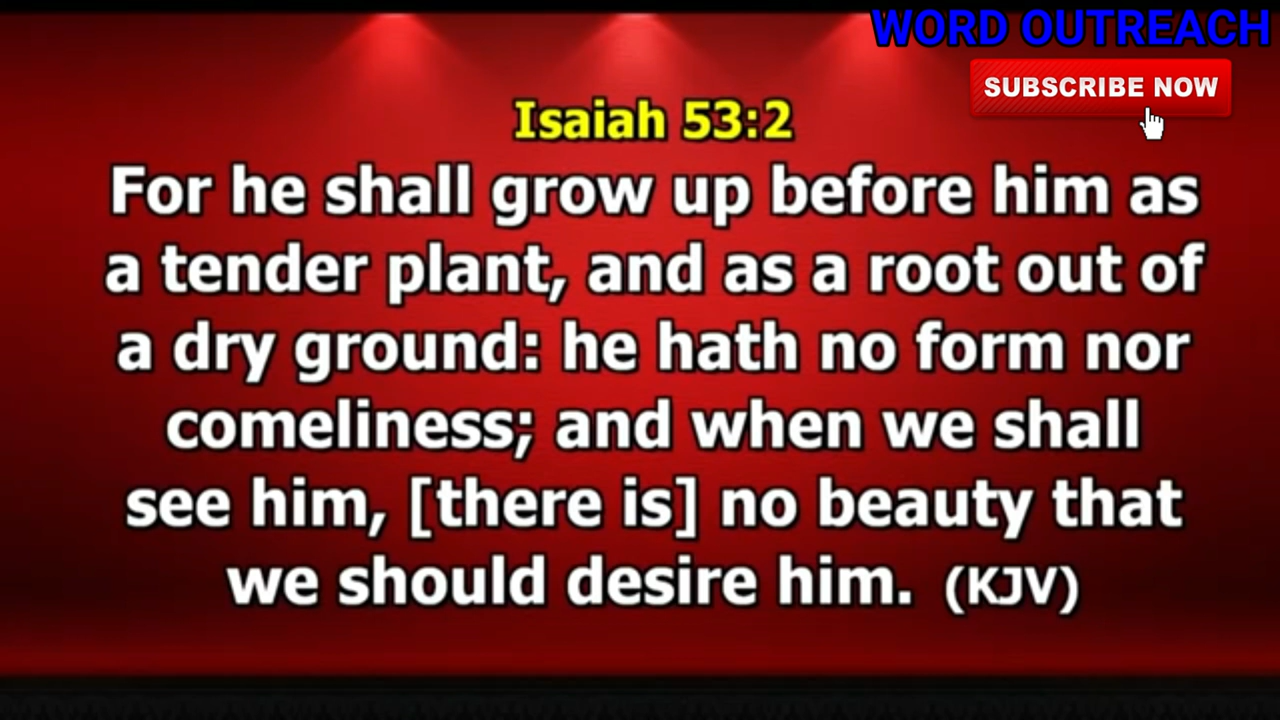 WORD OUTREACH
SUBSCRIBE NOW
Isaiah 53:2
For he shall grow up before him as
a tender plant, and as a root out of
a dry ground: he hath no form nor
comeliness; and when we shall
see him, [there is] no beauty that
we should desire him. (KJV)